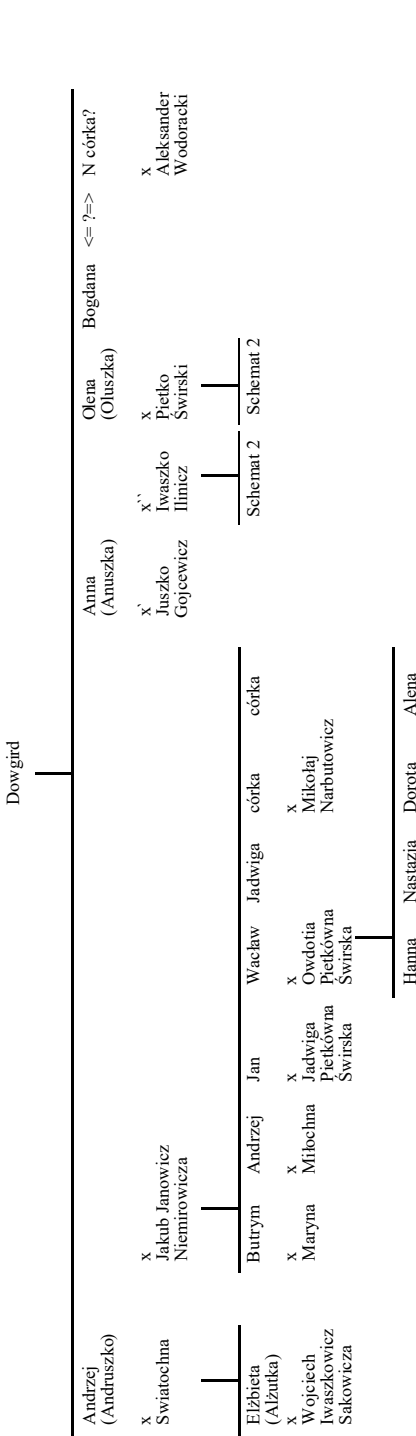 Dowgird
Andrzej
(Andruszko)
x
Swiatochna
x
Jakub Janowicz
Niemirowicza
Anna
(Anuszka)
x`
Juszko
Gojcewicz
x``
Iwaszko
Ilinicz
Schemat 2
Olena
(Oluszka)
x
Pietko
Świrski
Schemat 2
Bogdana <= ?=> N córka?
x
Aleksander
Wodoracki
Elżbieta
(Alżutka)
x
Wojciech
Iwaszkowicz
Sakowicza
Butrym
x
Maryna
Andrzej
x
Miłochna
Jan
x
Jadwiga
Pietkówna
Świrska
Wacław
x
Owdotia
Pietkówna
Świrska
Jadwiga
córka
x
Mikołaj
Narbutowicz
córka
Hanna Nastazja Dorota Alena